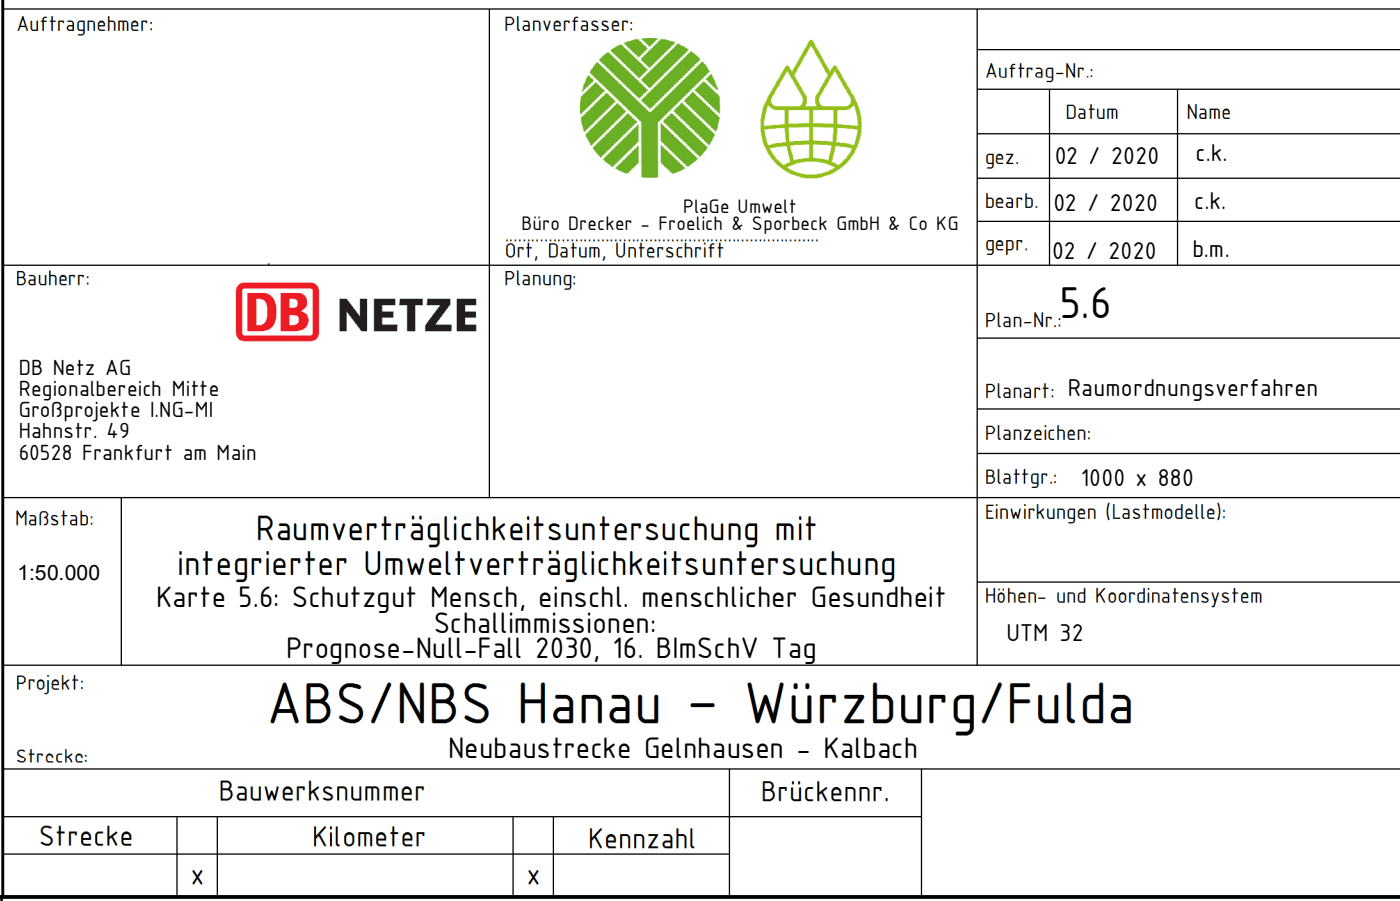 Auftragnehmer:
Planverfasser:
PlaGe Umwelt
Büro Drecker - Froelich & Sporbeck GmbH & Co KG
Ort, Datum, Unterschrift
Auftrag-Nr.:
Datum Name
gez. 02 / 2020 c.k.
bearb. 02 / 2020 c.k.
gepr. 02 / 2020 b.m.
Bauherr:
DB NETZE
DB Netz AG
Regionalbereich Mitte
Großprojekte I.NG-MI
Hahnstr. 49
60528 Frankfurt am Main
Planung:
Plan-Nr.: 5.6
Planart: Raumordnungsverfahren
Planzeichen:
Blattgr.: 1000 x 880
Maßstab:
1:50.000
Raumverträglichkeitsuntersuchung mit
integrierter Umweltverträglichkeitsuntersuchung
Karte 5.6: Schutzgut Mensch, einschl. menschlicher Gesundheit
Schallimmissionen:
Prognose-Null-Fall 2030, 16. BImSchV Tag
Einwirkungen (Lastmodelle):
Höhen- und Koordinatensystem
UTM 32
Projekt:
ABS/NBS Hanau - Würzburg/Fulda
Neubaustrecke Gelnhausen - Kalbach
Strecke:
Bauwerksnummer Brückennr.
Strecke Kilometer Kennzahl
x x